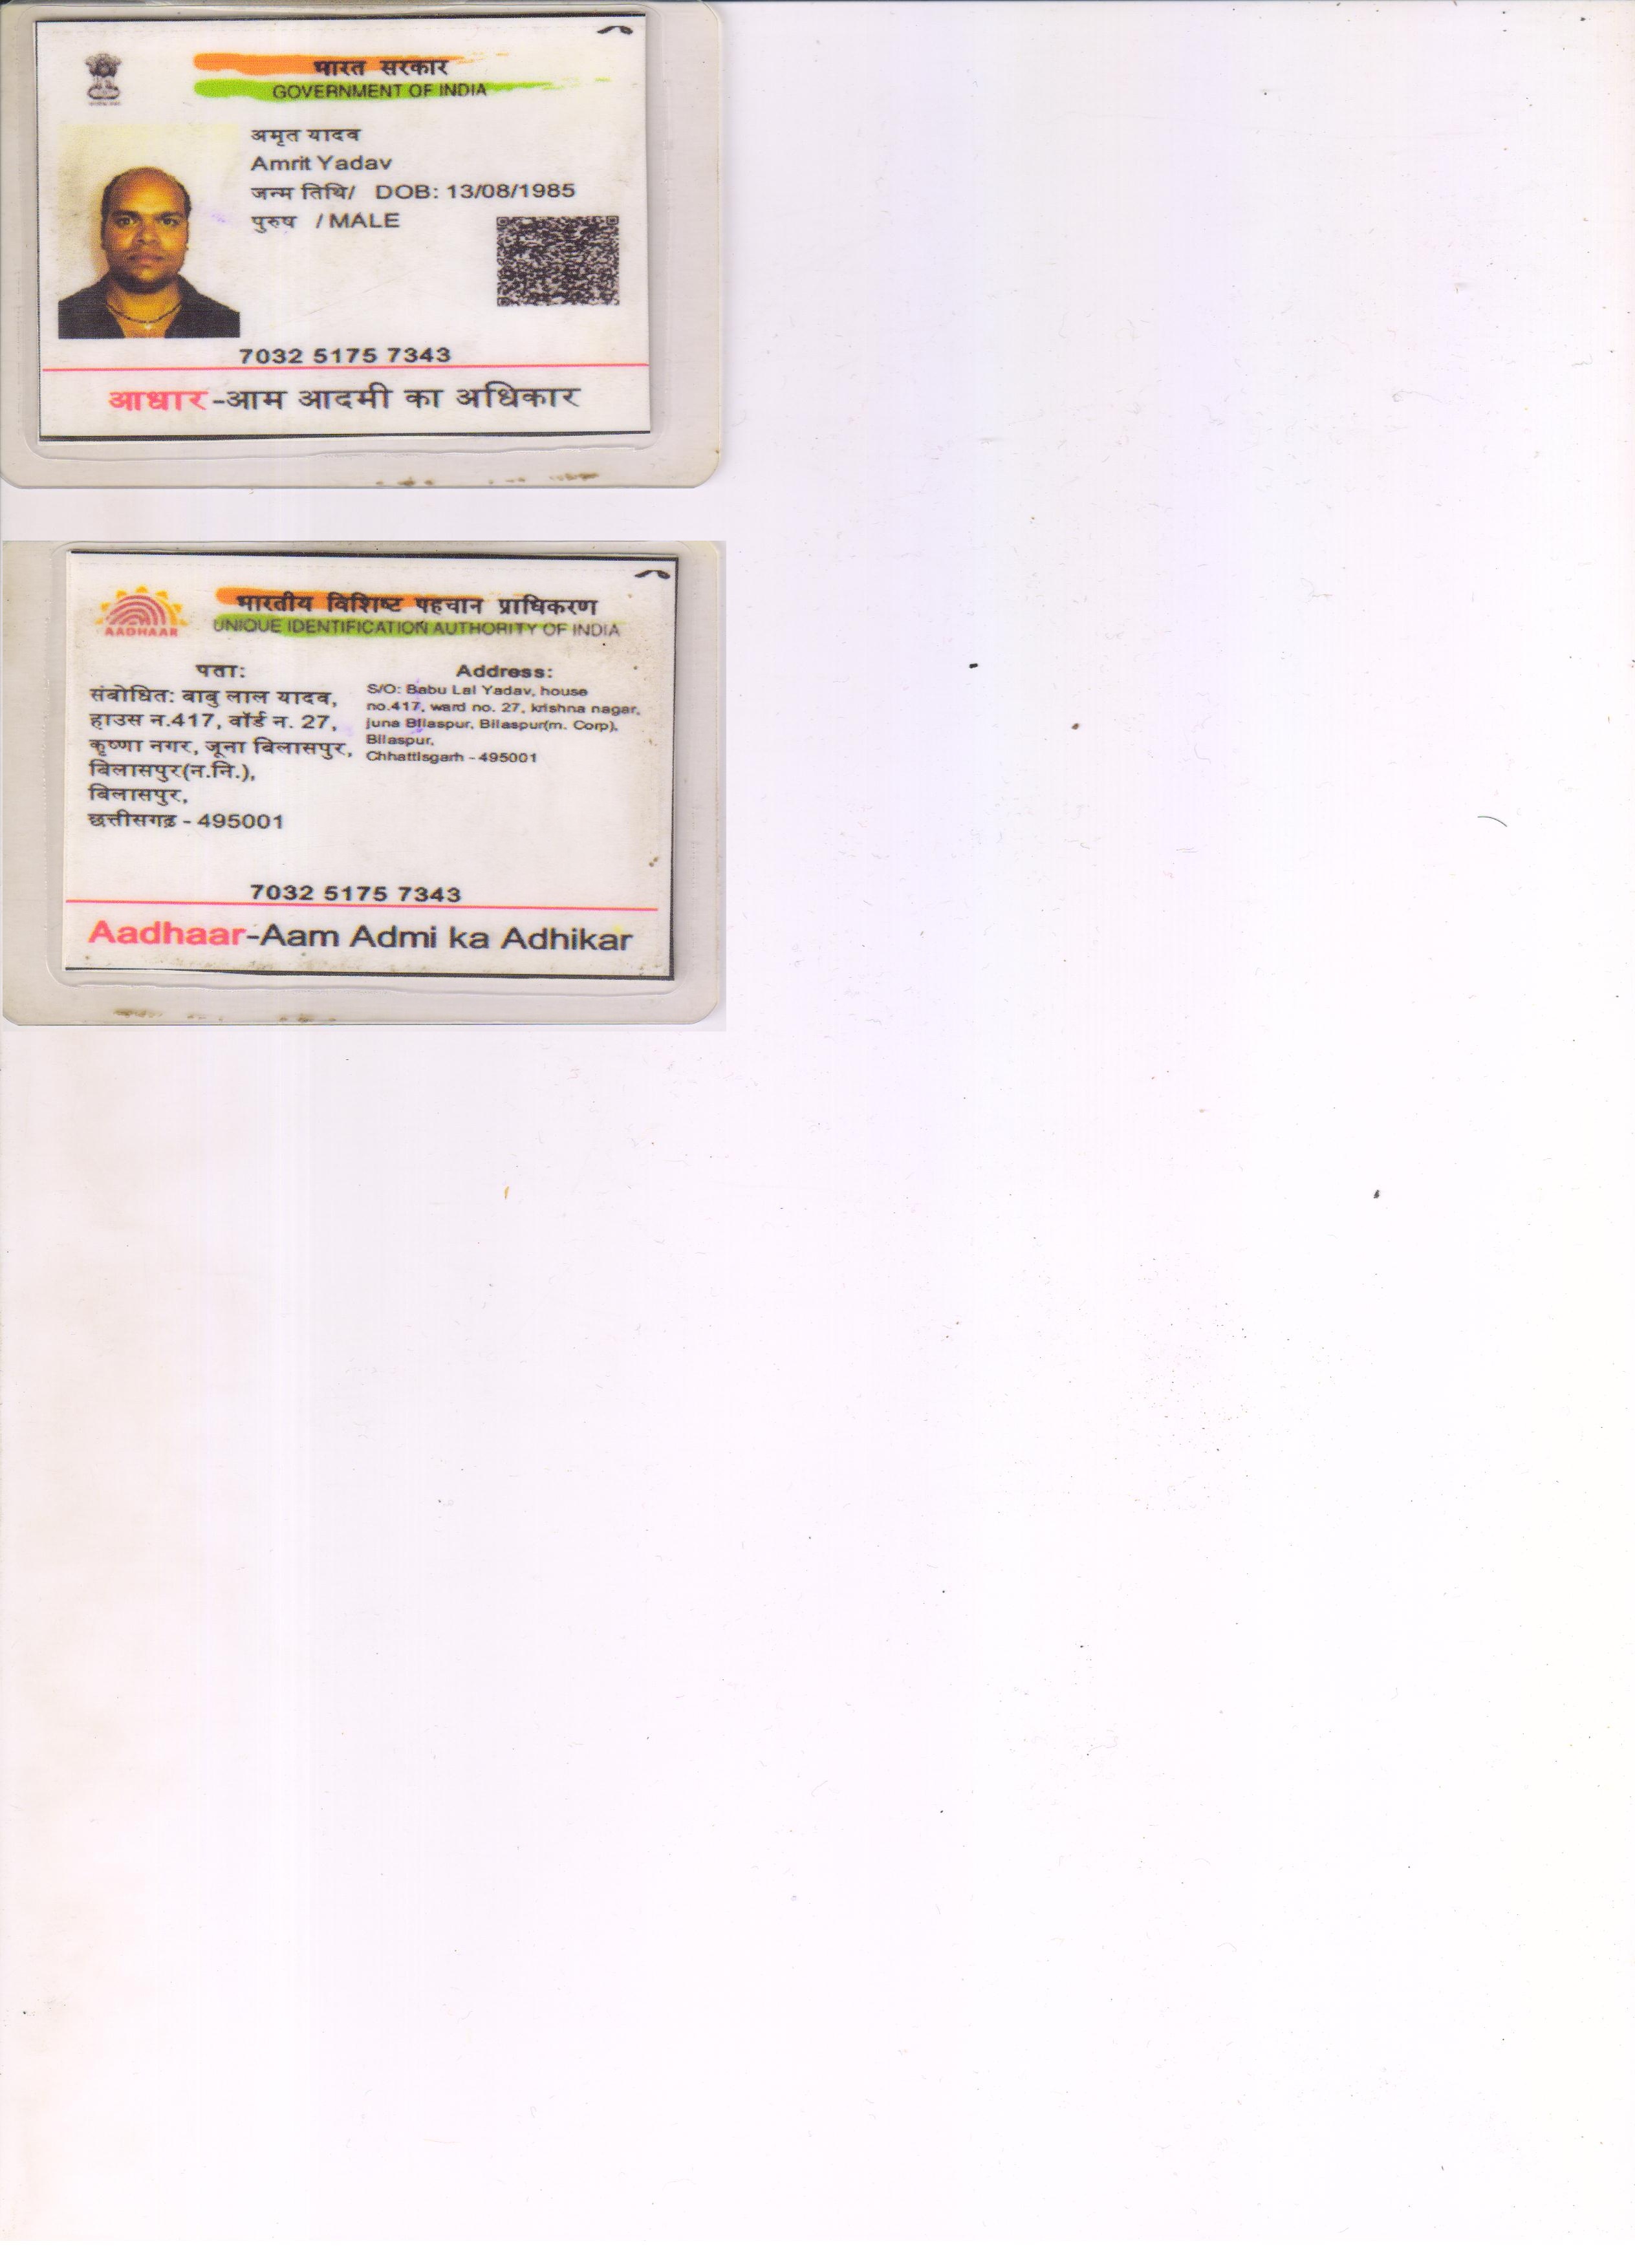 भारत सरकार
GOVERNMENT OF INDIA
अमृत यादव
Amrit Yadav
जन्म तिथि/ DOB: 13/08/1985
पुरुष / MALE
7032 5175 7343
आधार-आम आदमी का अधिकार
भारतीय विशिष्ट पहचान प्राधिकरण
UNIQUE IDENTIFICATION AUTHORITY OF INDIA
AADHAAR
पता:
संबोधित: बाबु लाल यादव,
हाउस न.417, वॉर्ड न. 27,
कृष्णा नगर, जूना बिलासपुर,
बिलासपुर(न.नि.),
बिलासपुर,
छत्तीसगढ़ - 495001
Address:
S/O: Babu Lal Yadav, house
no.417, ward no. 27, krishna nagar,
juna Bilaspur, Bilaspur(m. Corp),
Bilaspur,
Chhattisgarh - 495001
7032 5175 7343
Aadhaar-Aam Admi ka Adhikar